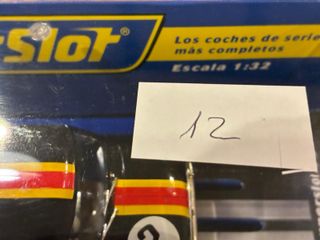 Slot®
Los coches de serie
más completos
Escala 1:32
12